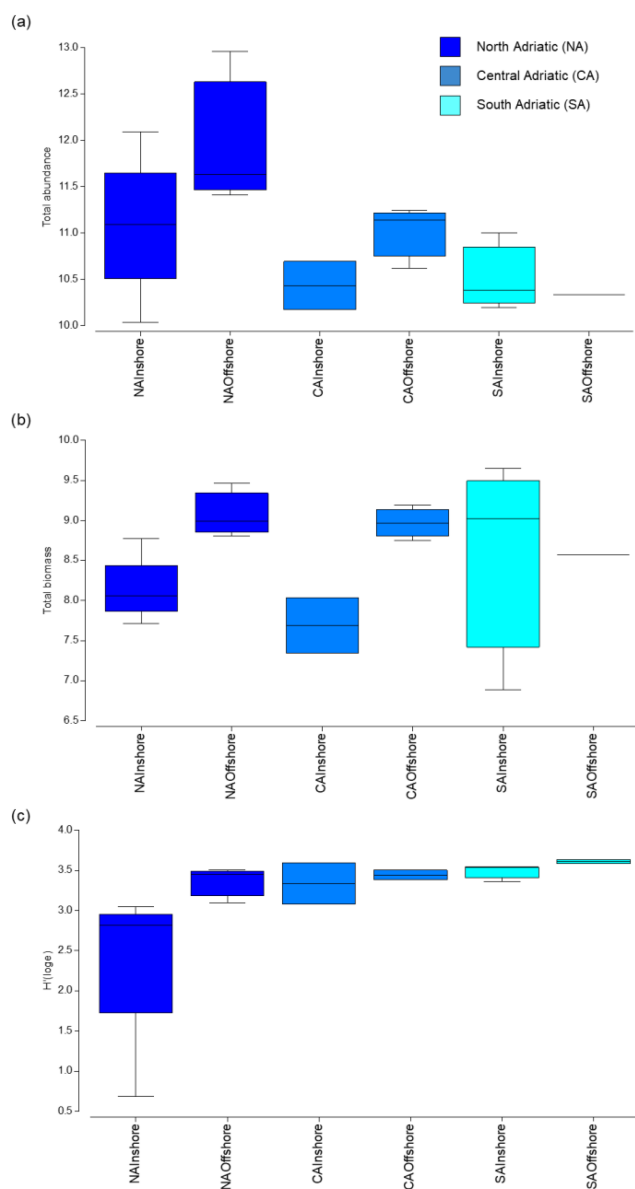 (a)
13.0
12.5
12.0
11.5
11.0
10.5
10.0
Total abundance
North Adriatic (NA)
Central Adriatic (CA)
South Adriatic (SA)
NAInshore
NAOffshore
CAInshore
CAOffshore
SAInshore
SAOffshore
(b)
10.0
9.5
9.0
8.5
8.0
7.5
7.0
6.5
Total biomass
NAInshore
NAOffshore
CAInshore
CAOffshore
SAInshore
SAOffshore
(c)
4.0
3.5
3.0
2.5
2.0
1.5
1.0
0.5
H'(loge)
NAInshore
NAOffshore
CAInshore
CAOffshore
SAInshore
SAOffshore